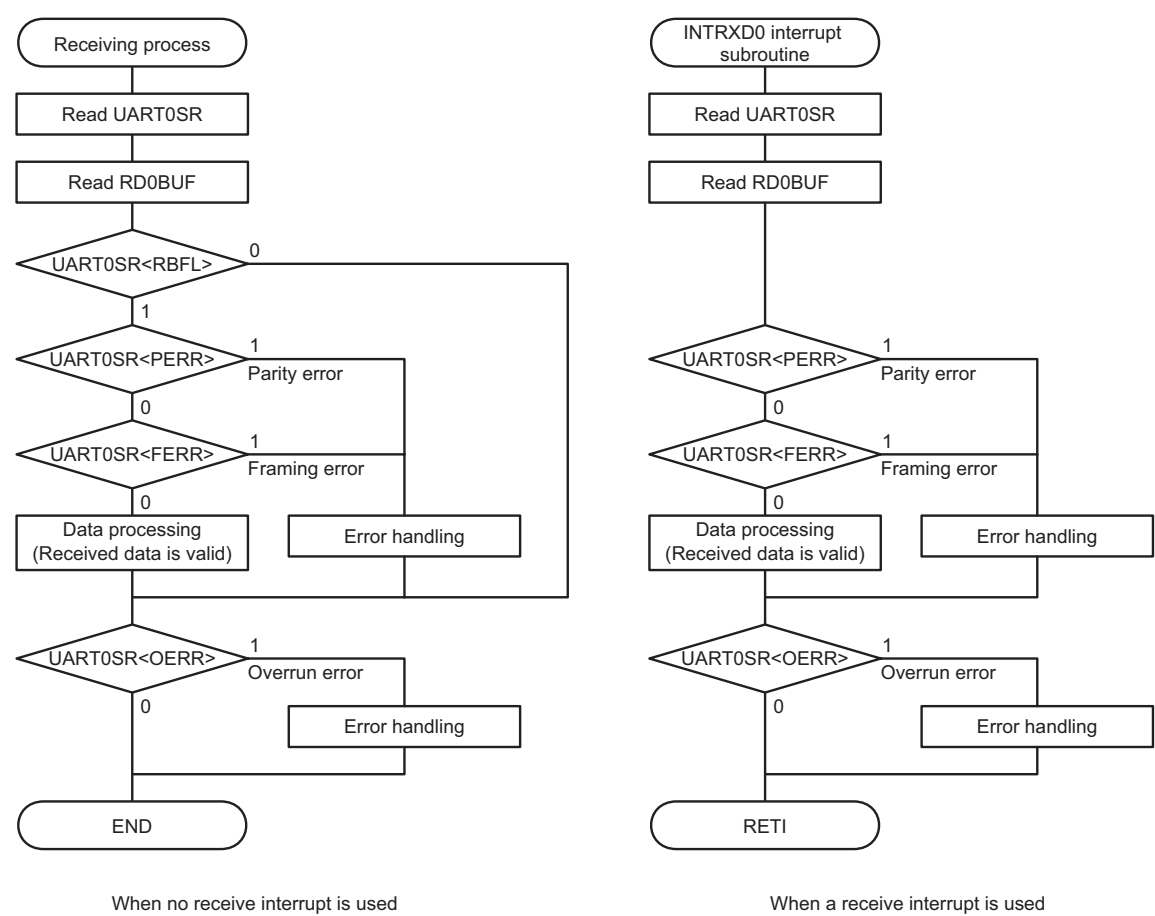 Receiving process
Read UART0SR
Read RD0BUF
UART0SR<RBFL>
0
1
UART0SR<PERR>
1
Parity error
0
UART0SR<FERR>
1
Framing error
0
Data processing
(Received data is valid)
Error handling
UART0SR<OERR>
1
Overrun error
0
Error handling
END
When no receive interrupt is used
INTRXD0 interrupt
subroutine
Read UART0SR
Read RD0BUF
UART0SR<PERR>
1
Parity error
0
UART0SR<FERR>
1
Framing error
0
Data processing
(Received data is valid)
Error handling
UART0SR<OERR>
1
Overrun error
0
Error handling
RETI
When a receive interrupt is used